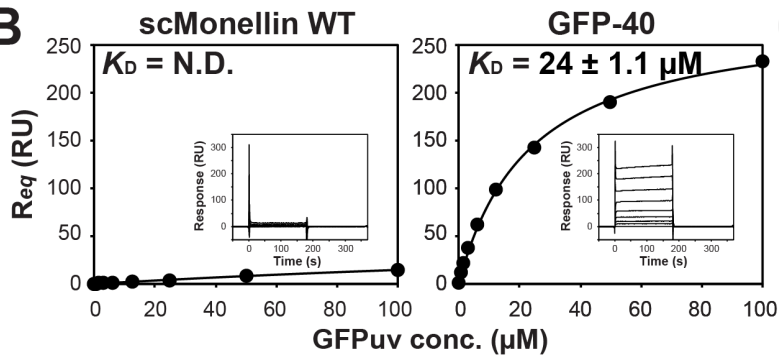 B
scMonellin WT
GFP-40
Req (RU)
250
200
150
100
50
0
KD = N.D.
Response (RU)
300
200
100
0
0 100 200 300
Time (s)
0 20 40 60 80 100
KD = 24 ± 1.1 µM
250
200
150
100
50
0
Response (RU)
300
200
100
0
0 100 200 300
Time (s)
0 20 40 60 80 100
GFPuv conc. (µM)